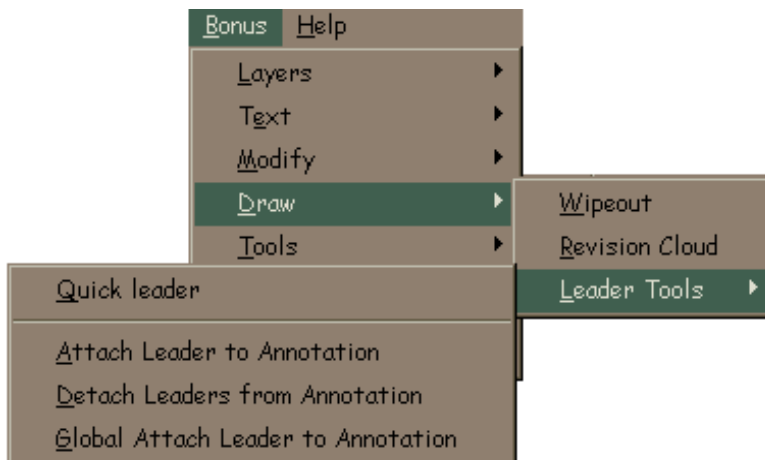 Bonus Help
Layers
Text
Modify
Draw
Tools
Wipeout
Revision Cloud
Leader Tools
Quick leader
Attach Leader to Annotation
Detach Leaders from Annotation
Global Attach Leader to Annotation